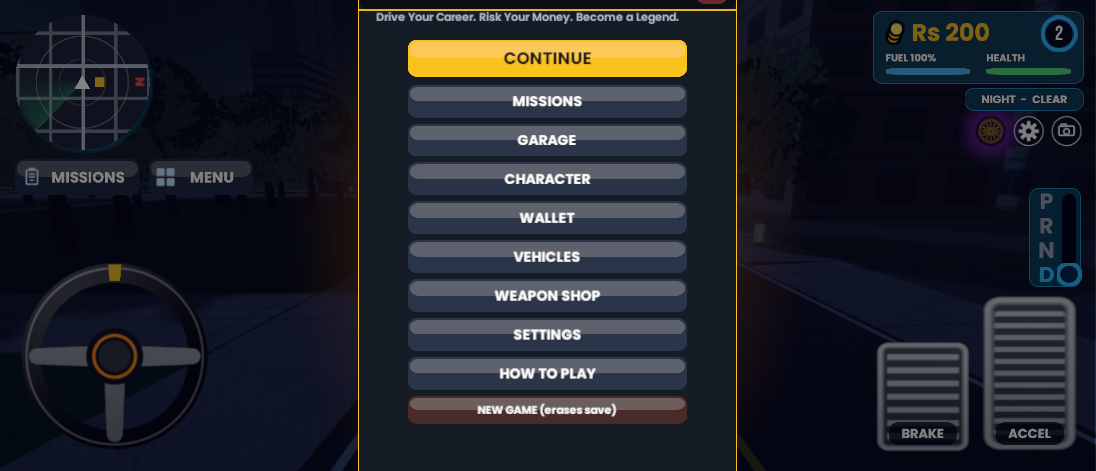 Drive Your Career. Risk Your Money. Become a Legend.
CONTINUE
MISSIONS
GARAGE
CHARACTER
WALLET
VEHICLES
WEAPON SHOP
SETTINGS
HOW TO PLAY
NEW GAME (erases save)
N
MISSIONS
MENU
Rs 200
2
FUEL 100%
HEALTH
NIGHT - CLEAR
P
R
N
D
BRAKE
ACCEL